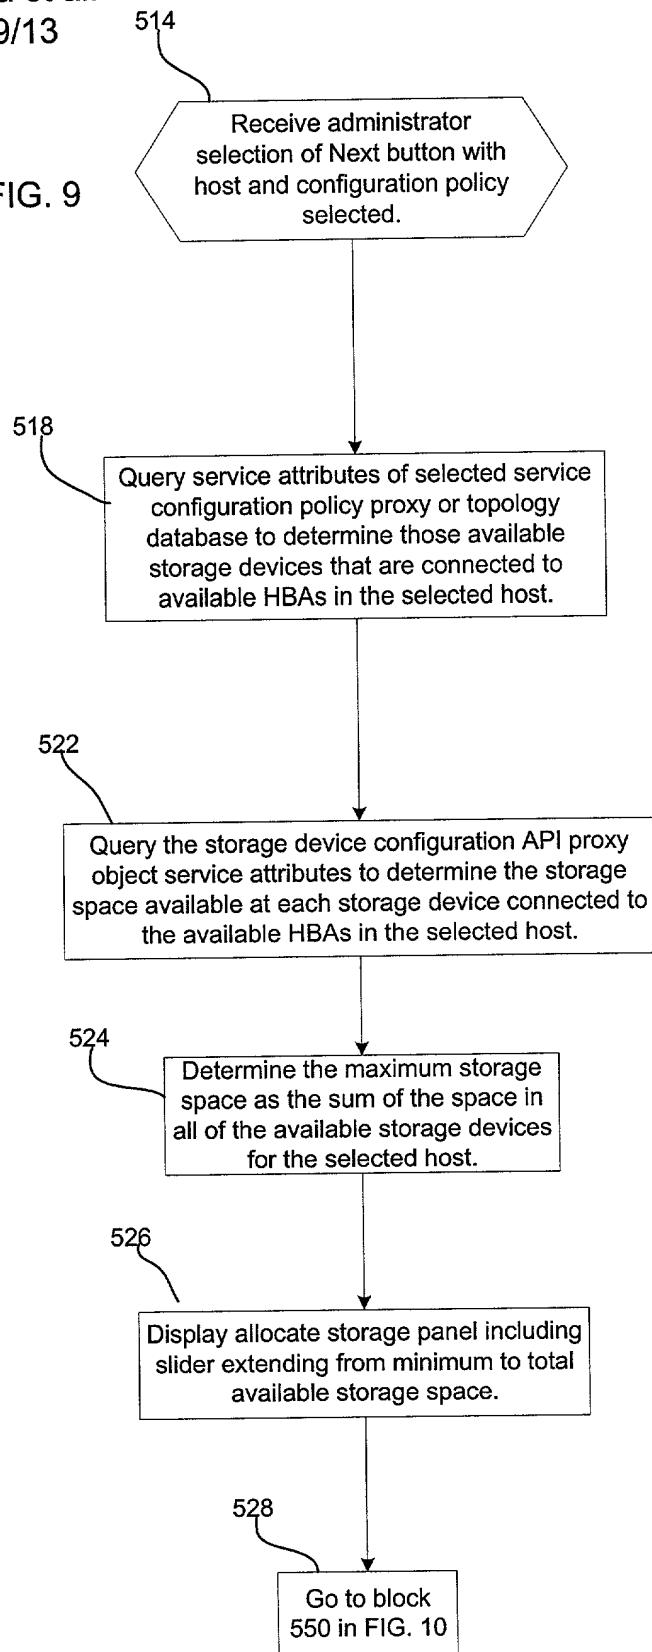 9/13
514
Receive administrator
selection of Next button with
host and configuration policy
selected.
FIG. 9
518
Query service attributes of selected service
configuration policy proxy or topology
database to determine those available
storage devices that are connected to
available HBAs in the selected host.
522
Query the storage device configuration API proxy
object service attributes to determine the storage
space available at each storage device connected to
the available HBAs in the selected host.
524
Determine the maximum storage
space as the sum of the space in
all of the available storage devices
for the selected host.
526
Display allocate storage panel including
slider extending from minimum to total
available storage space.
528
Go to block
550 in FIG. 10